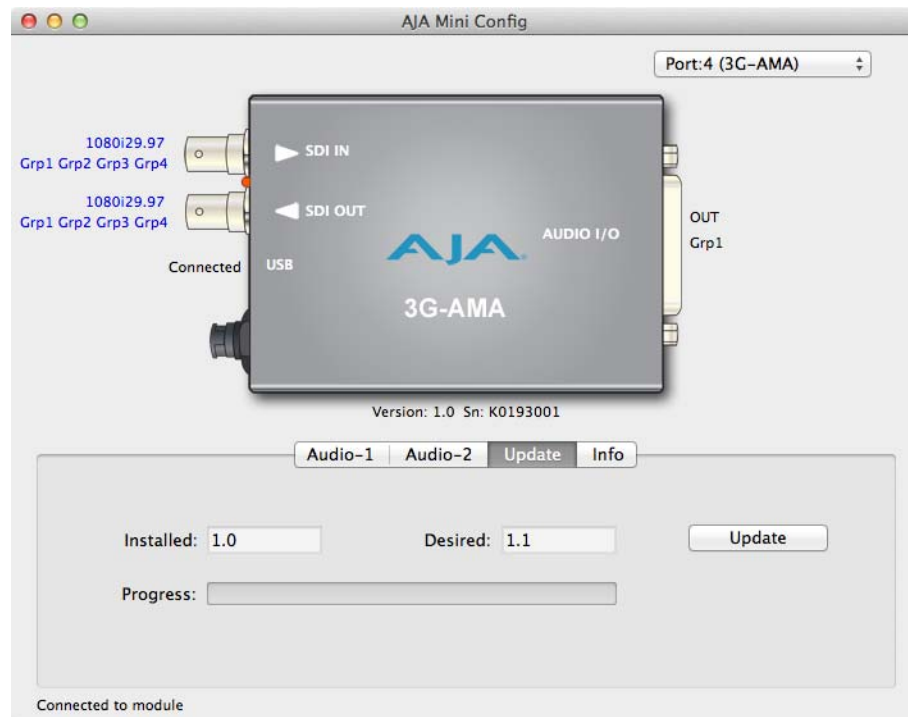 AJA Mini Config
Port:4 (3G-AMA)
1080i29.97
Grp1 Grp2 Grp3 Grp4
SDI IN
1080i29.97
Grp1 Grp2 Grp3 Grp4
SDI OUT
Connected
USB
AJA
AUDIO I/O
OUT
Grp1
3G-AMA
Version: 1.0 Sn: K0193001
Audio-1 Audio-2 Update Info
Installed: 1.0 Desired: 1.1 Update
Progress:
Connected to module